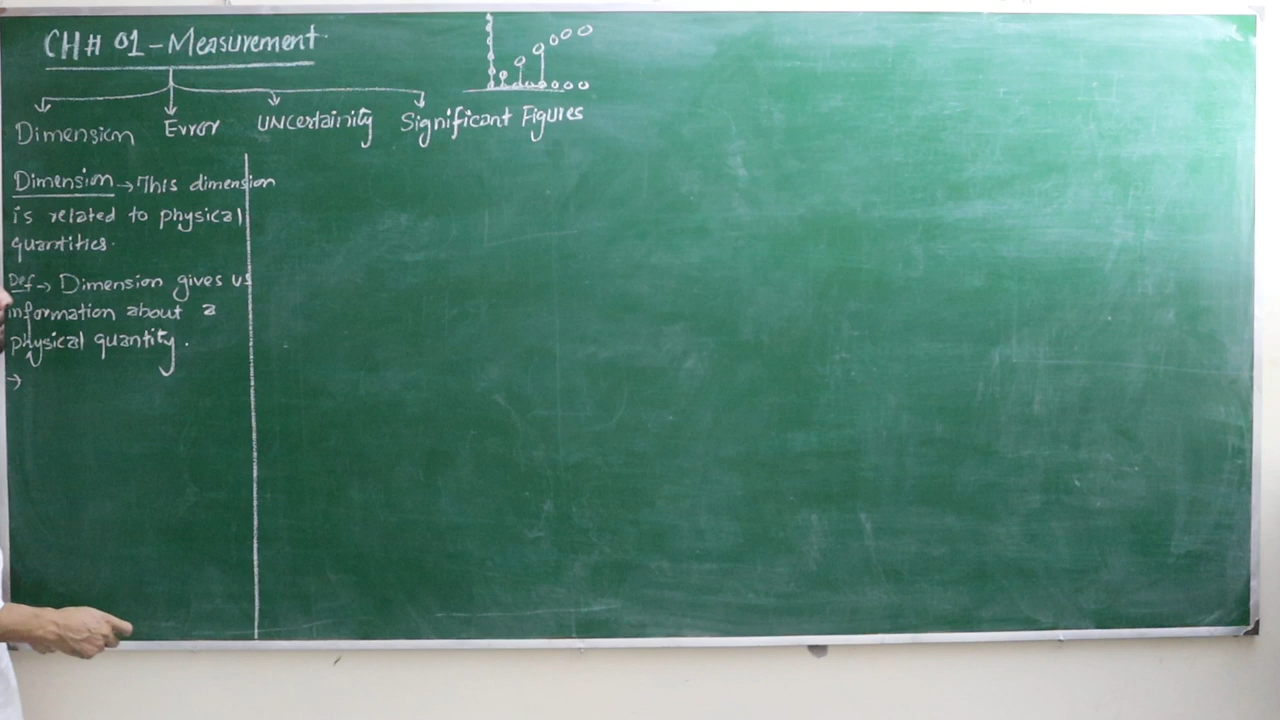 CH# 01 - Measurement
Dimension Error Uncertainity Significant Figures
Dimension → This dimension
is related to physical
quantities.
Def → Dimension gives us
information about a
physical quantity.
→